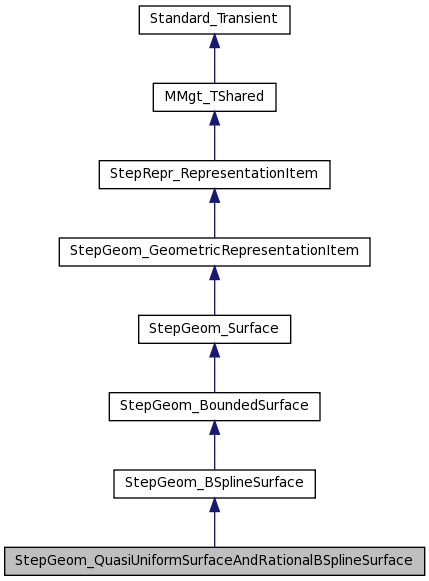 Standard_Transient
MMgt_TShared
StepRepr_RepresentationItem
StepGeom_GeometricRepresentationItem
StepGeom_Surface
StepGeom_BoundedSurface
StepGeom_BSplineSurface
StepGeom_QuasiUniformSurfaceAndRationalBSplineSurface